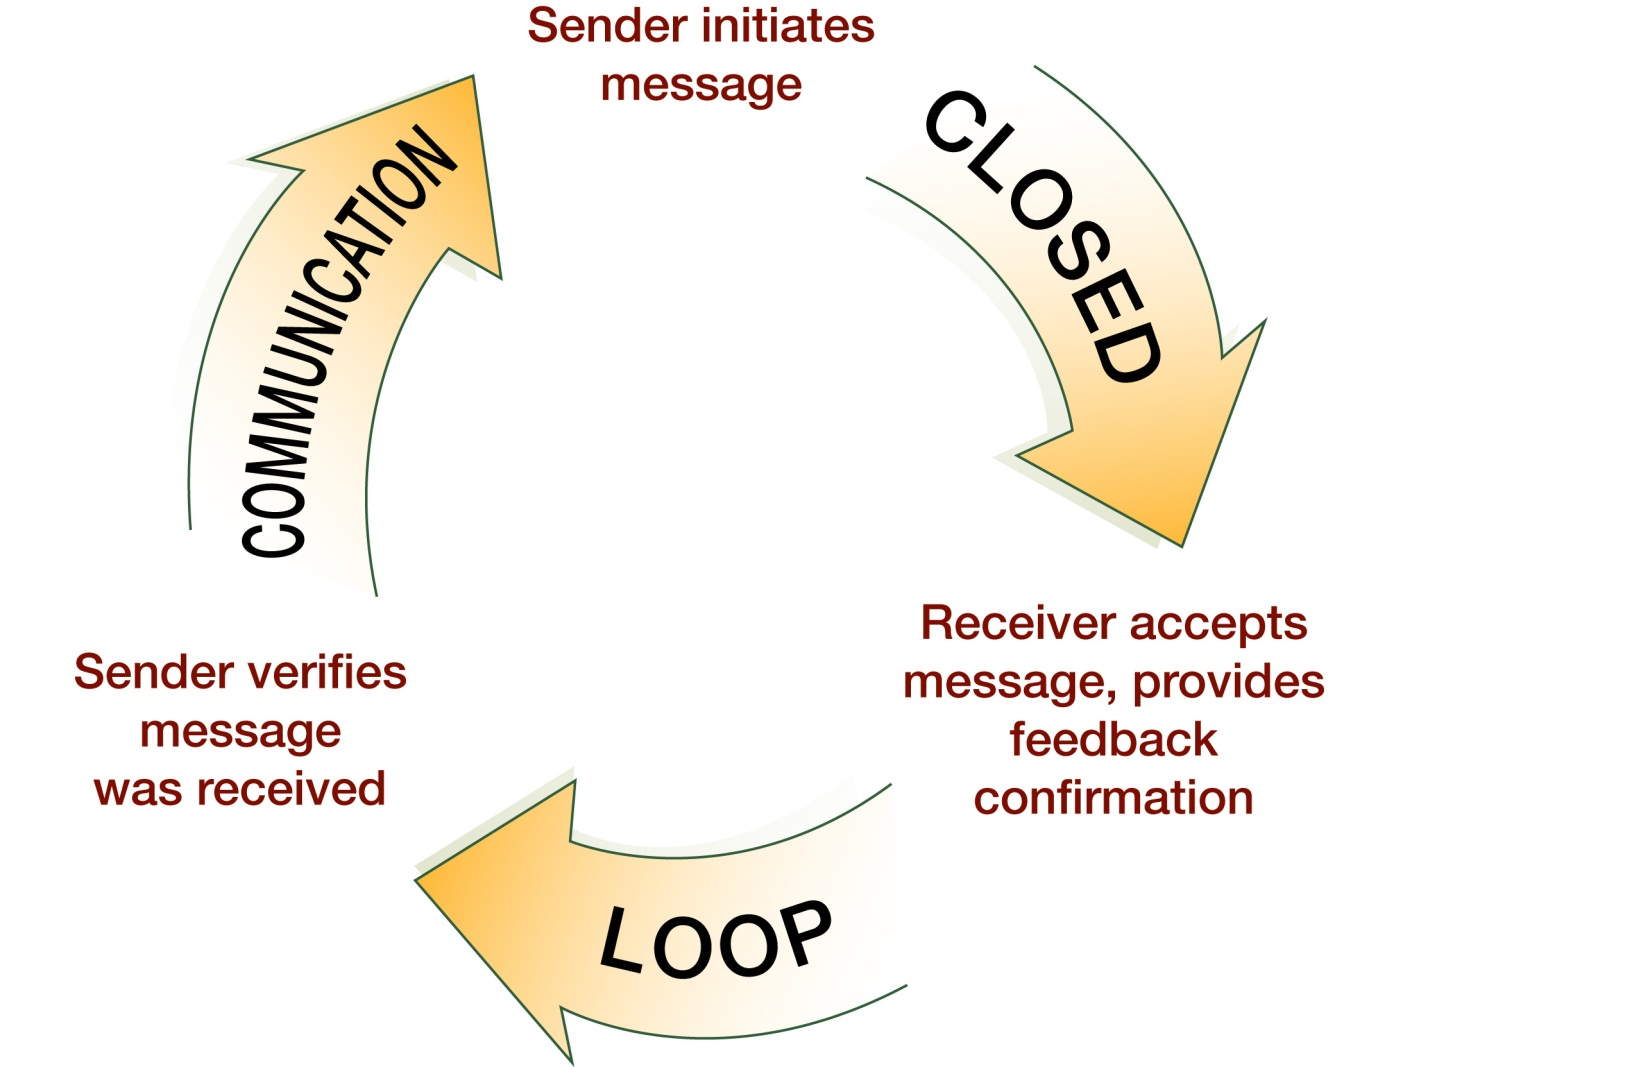 Sender initiates
message
CLOSED
Receiver accepts
message, provides
feedback
confirmation
LOOP
Sender verifies
message
was received
COMMUNICATION